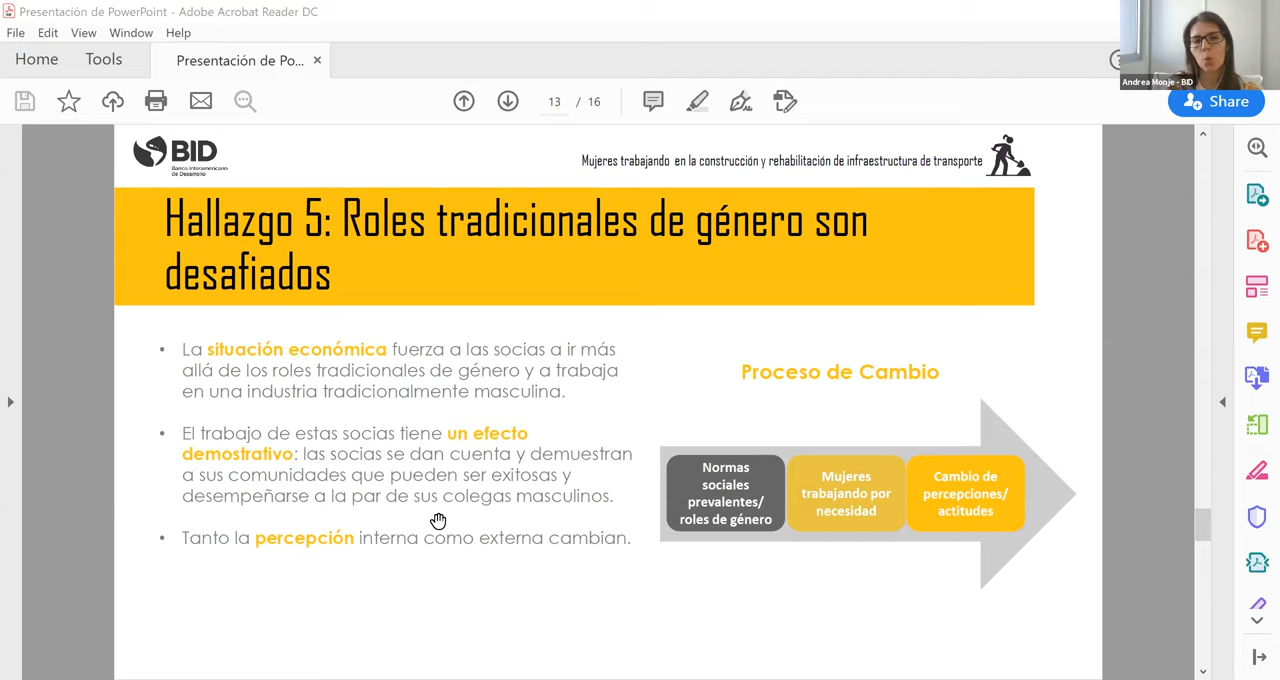 Presentación de PowerPoint - Adobe Acrobat Reader DC
File Edit View Window Help
Home Tools Presentación de Po... ×
13 / 16
Share
Andrea Monje - BID
BID
Banco Interamericano
de Desarrollo
Mujeres trabajando en la construcción y rehabilitación de infraestructura de transporte
Hallazgo 5: Roles tradicionales de género son
desafiados
• La situación económica fuerza a las socias a ir más
allá de los roles tradicionales de género y a trabaja
en una industria tradicionalmente masculina.
• El trabajo de estas socias tiene un efecto
demostrativo: las socias se dan cuenta y demuestran
a sus comunidades que pueden ser exitosas y
desempeñarse a la par de sus colegas masculinos.
• Tanto la percepción interna como externa cambian.
Proceso de Cambio
Normas
sociales
prevalentes/
roles de género
Mujeres
trabajando por
necesidad
Cambio de
percepciones/
actitudes